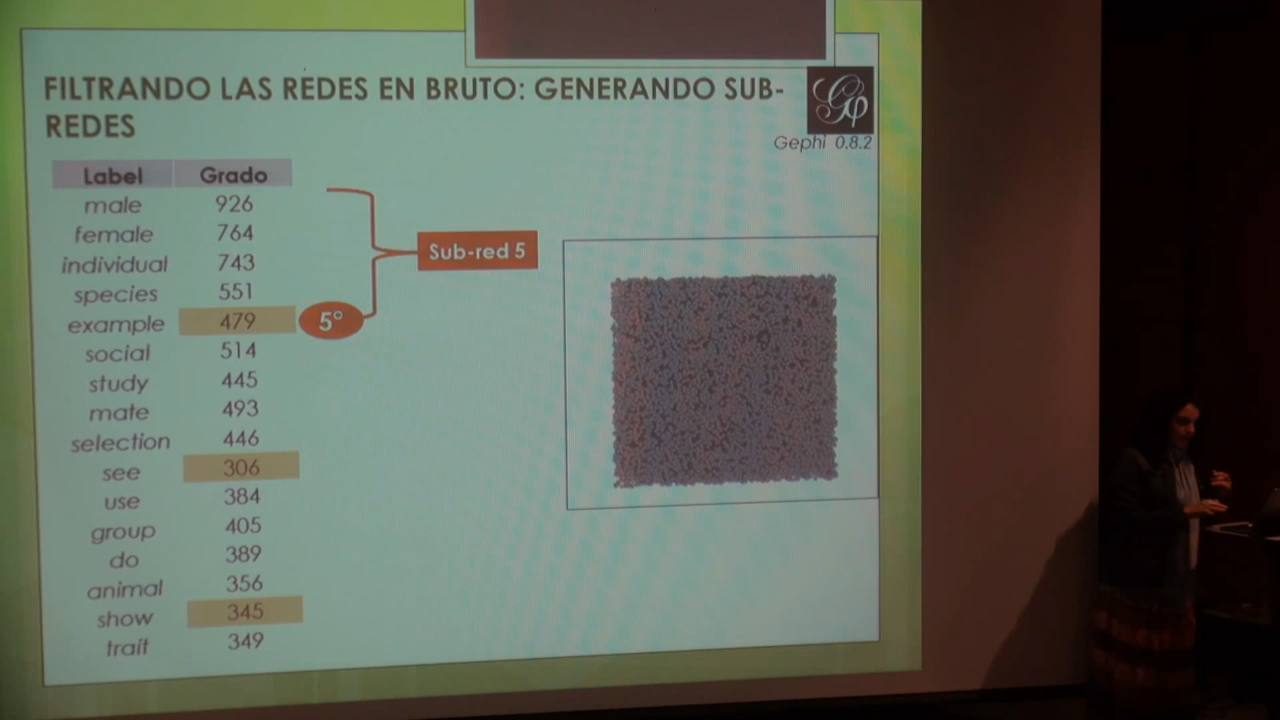 FILTRANDO LAS REDES EN BRUTO: GENERANDO SUB-
REDES
Gφ
Gephi 0.8.2
Label Grado
male 926
female 764
individual 743
species 551
example 479 5°
social 514
study 445
mate 493
selection 446
see 306
use 384
group 405
do 389
animal 356
show 345
trait 349
Sub-red 5